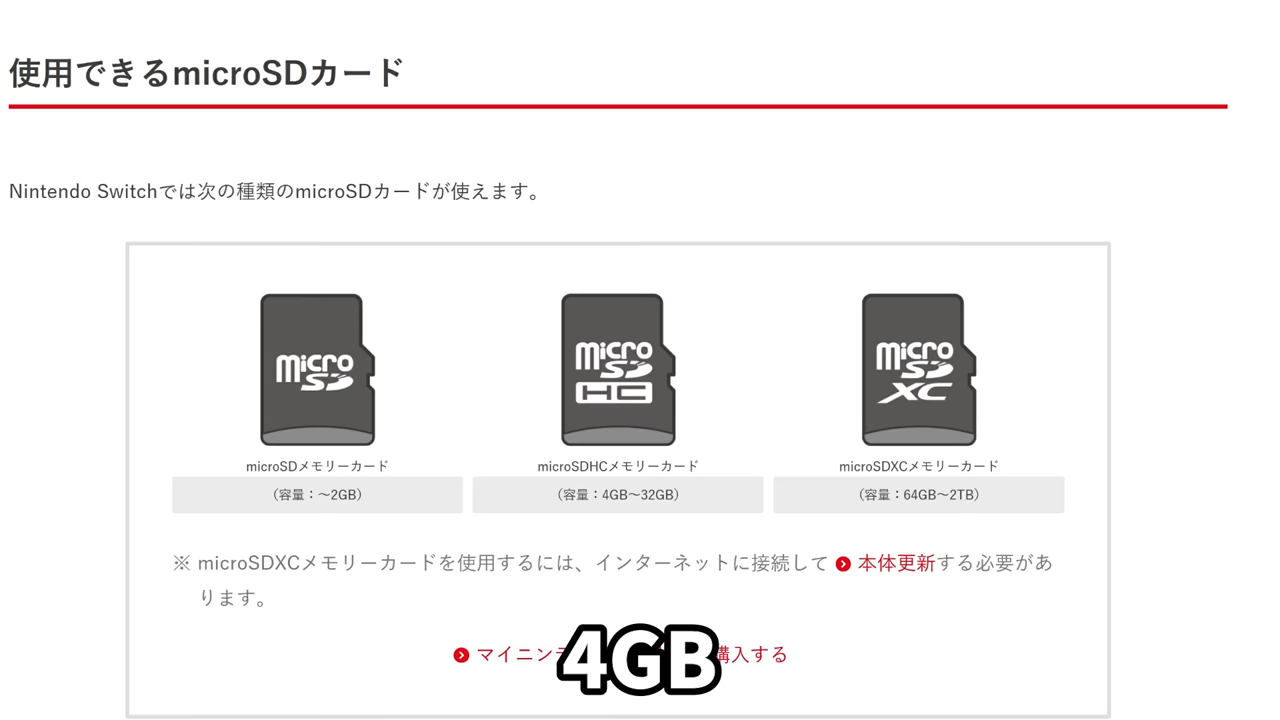 使用できるmicroSDカード
Nintendo Switchでは次の種類のmicroSDカードが使えます。
micro SD
micro SD HC
micro SD XC
microSDメモリーカード
microSDHCメモリーカード
microSDXCメモリーカード
（容量：～2GB）
（容量：4GB～32GB）
（容量：64GB～2TB）
※ microSDXCメモリーカードを使用するには、インターネットに接続して 本体更新する必要があ
ります。
マイニン 購入する
4GB